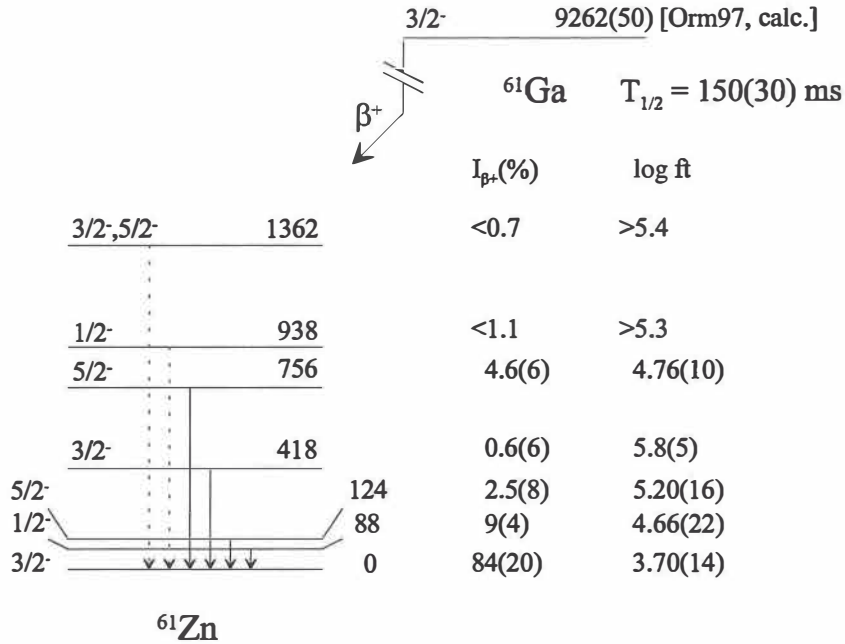 3/2- 9262(50) [Orm97, calc.]
61Ga T1/2 = 150(30) ms
β+
Iβ+(%) log ft
3/2-,5/2- 1362 <0.7 >5.4
1/2- 938 <1.1 >5.3
5/2- 756 4.6(6) 4.76(10)
3/2- 418 0.6(6) 5.8(5)
5/2- 124 2.5(8) 5.20(16)
1/2- 88 9(4) 4.66(22)
3/2- 0 84(20) 3.70(14)
61Zn